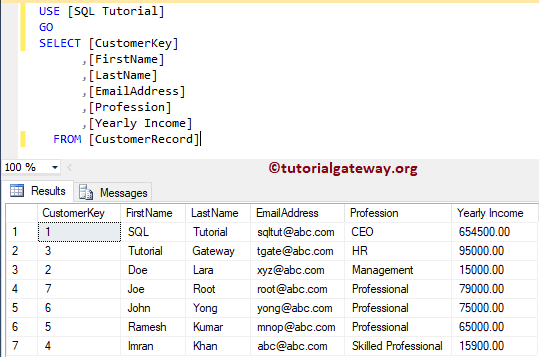 USE [SQL Tutorial]
GO
SELECT [CustomerKey]
,[FirstName]
,[LastName]
,[EmailAddress]
,[Profession]
,[Yearly Income]
FROM [CustomerRecord]
100 %
©tutorialgateway.org
Results Messages
CustomerKey FirstName LastName EmailAddress Profession Yearly Income
1 1 SQL Tutorial sqltut@abc.com CEO 654500.00
2 3 Tutorial Gateway tgate@abc.com HR 95000.00
3 2 Doe Lara xyz@abc.com Management 15000.00
4 7 Joe Root root@abc.com Professional 79000.00
5 6 John Yong yong@abc.com Professional 75000.00
6 5 Ramesh Kumar mnop@abc.com Professional 65000.00
7 4 Imran Khan abc@abc.com Skilled Professional 15900.00